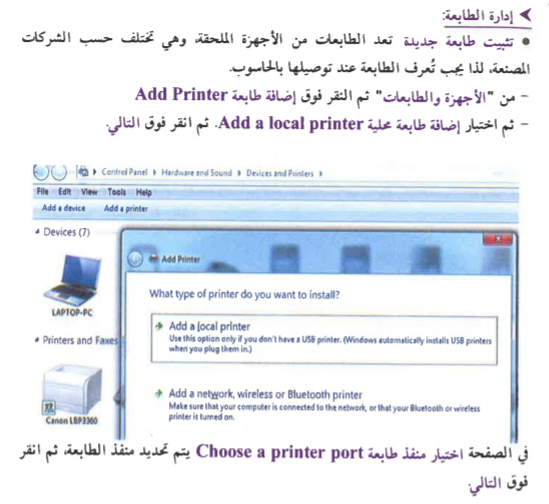 ➤ إدارة الطابعة:
● تثبيت طابعة جديدة تعد الطابعات من الأجهزة الملحقة، وهي تختلف حسب الشركات
المصنعة، لذا يجب تُعرف الطابعة عند توصيلها بالحاسوب.
– من "الأجهزة والطابعات" ثم النقر فوق إضافة طابعة Add Printer
– ثم اختيار إضافة طابعة محلية Add a local printer. ثم انقر فوق التالي.
Control Panel ▸ Hardware and Sound ▸ Devices and Printers ▸
File Edit View Tools Help
Add a device Add a printer
Devices (7)
LAPTOP-PC
Printers and Faxes
Canon LBP3360
Add Printer
What type of printer do you want to install?
Add a local printer
Use this option only if you don't have a USB printer. (Windows automatically installs USB printers
when you plug them in.)
Add a network, wireless or Bluetooth printer
Make sure that your computer is connected to the network, or that your Bluetooth or wireless
printer is turned on.
في الصفحة اختيار منفذ طابعة Choose a printer port يتم تحديد منفذ الطابعة، ثم انقر
فوق التالي.